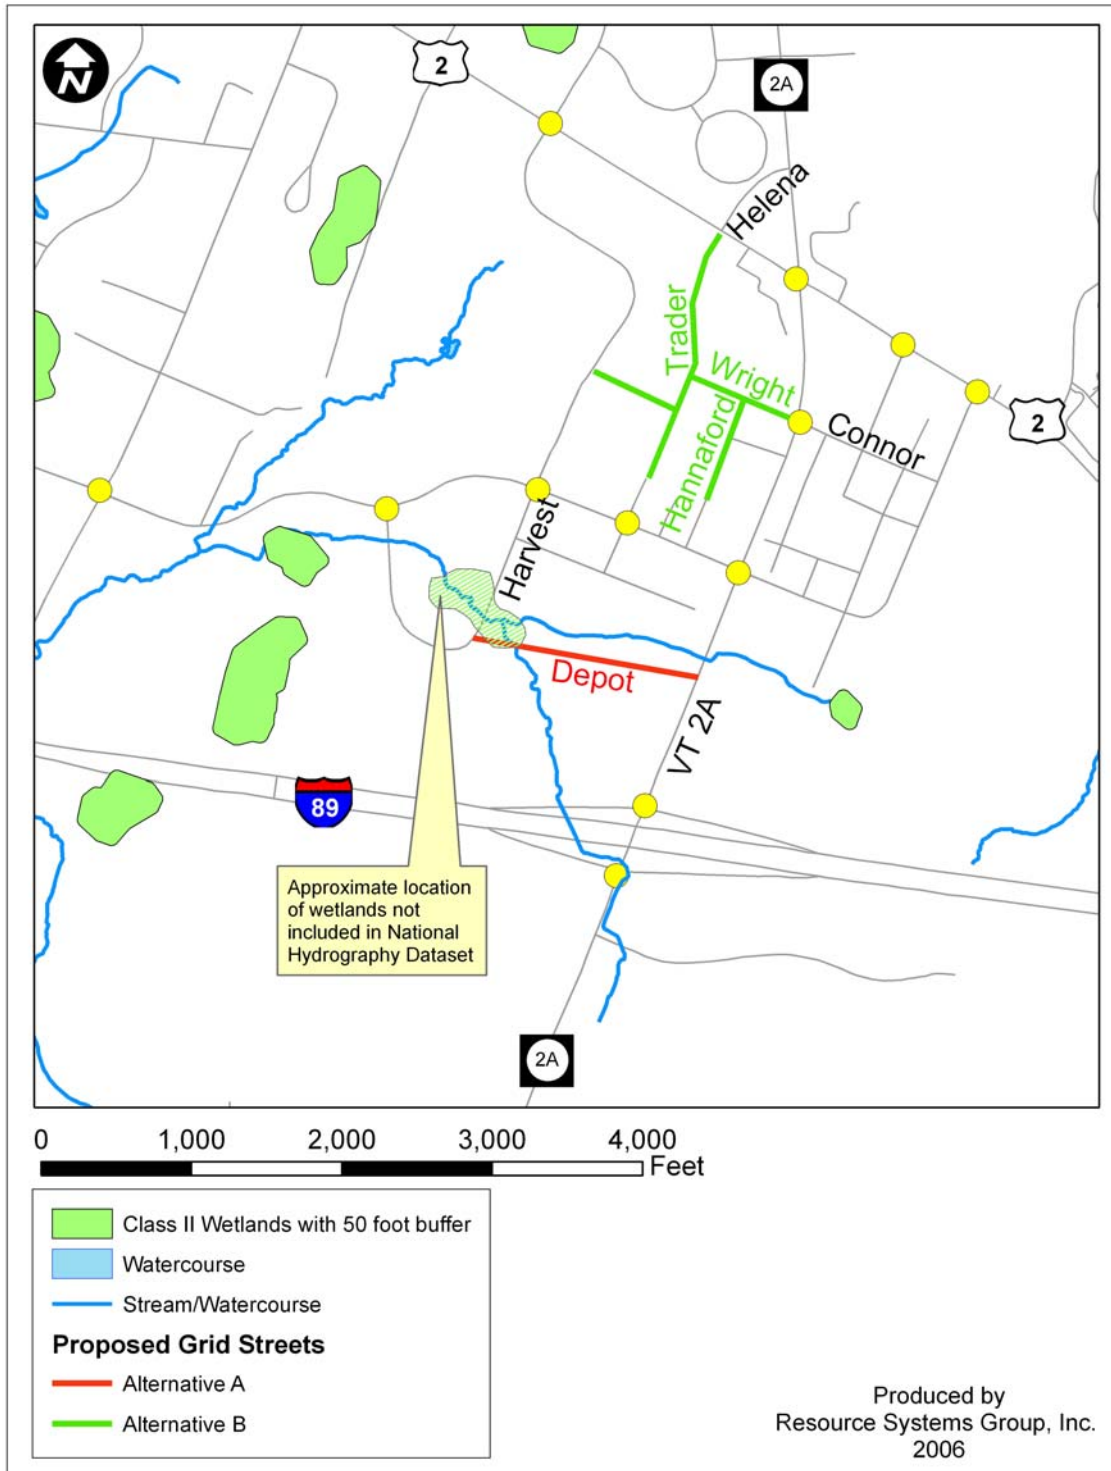 N
2
2A
Helena
Trader
Wright
Hannaford
Connor
2
Harvest
Depot
VT 2A
89
Approximate location
of wetlands not
included in National
Hydrography Dataset
2A
0 1,000 2,000 3,000 4,000
Feet
Class II Wetlands with 50 foot buffer
Watercourse
Stream/Watercourse
Proposed Grid Streets
Alternative A
Alternative B
Produced by
Resource Systems Group, Inc.
2006